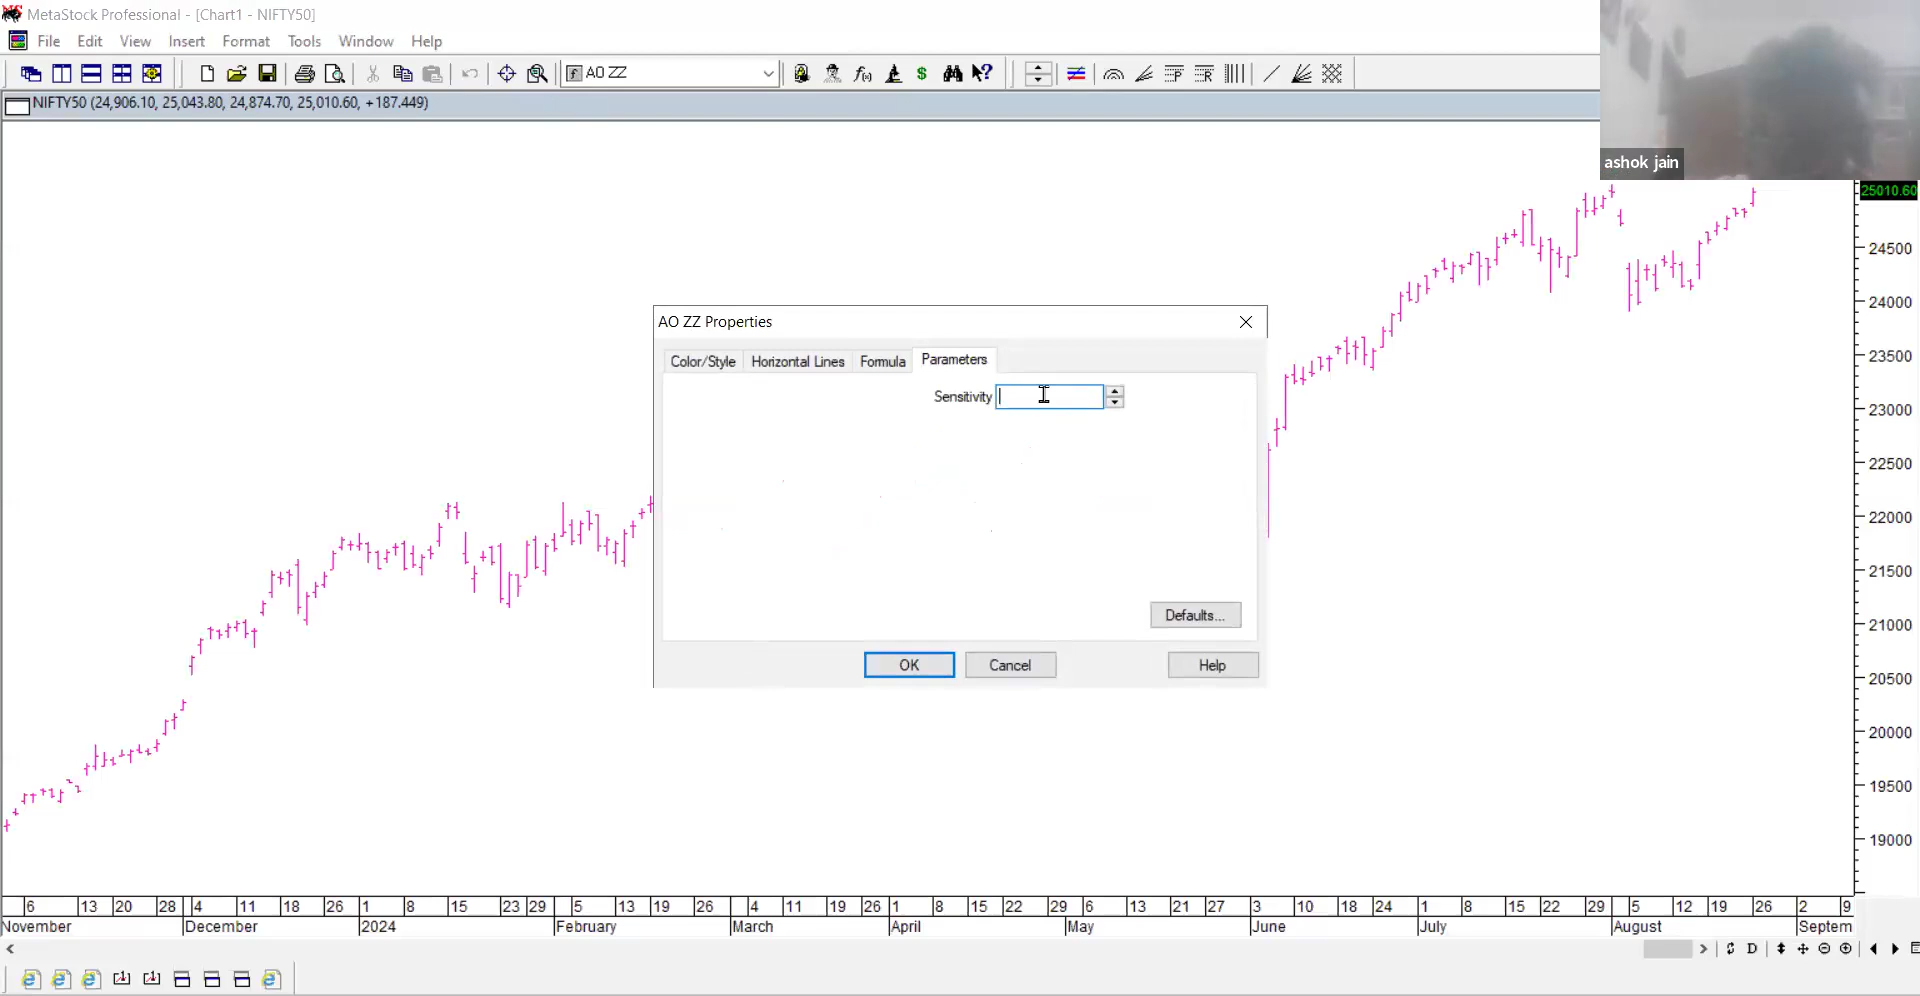 MetaStock Professional - [Chart1 - NIFTY50]
File Edit View Insert Format Tools Window Help
AO ZZ
NIFTY50 (24,906.10, 25,043.80, 24,874.70, 25,010.60, +187.449)
ashok jain
25010.60
24500
24000
23500
23000
22500
22000
21500
21000
20500
20000
19500
19000
AO ZZ Properties
Color/Style Horizontal Lines Formula Parameters
Sensitivity
Defaults...
OK Cancel Help
6 13 20 28 4 11 18 26 1 8 15 23 29 5 13 19 26 4 11 19 26 1 8 15 22 29 6 13 21 27 3 10 18 24 1 8 15 22 29 5 12 19 26 2 9
November December 2024 February March April May June July August Septem
D